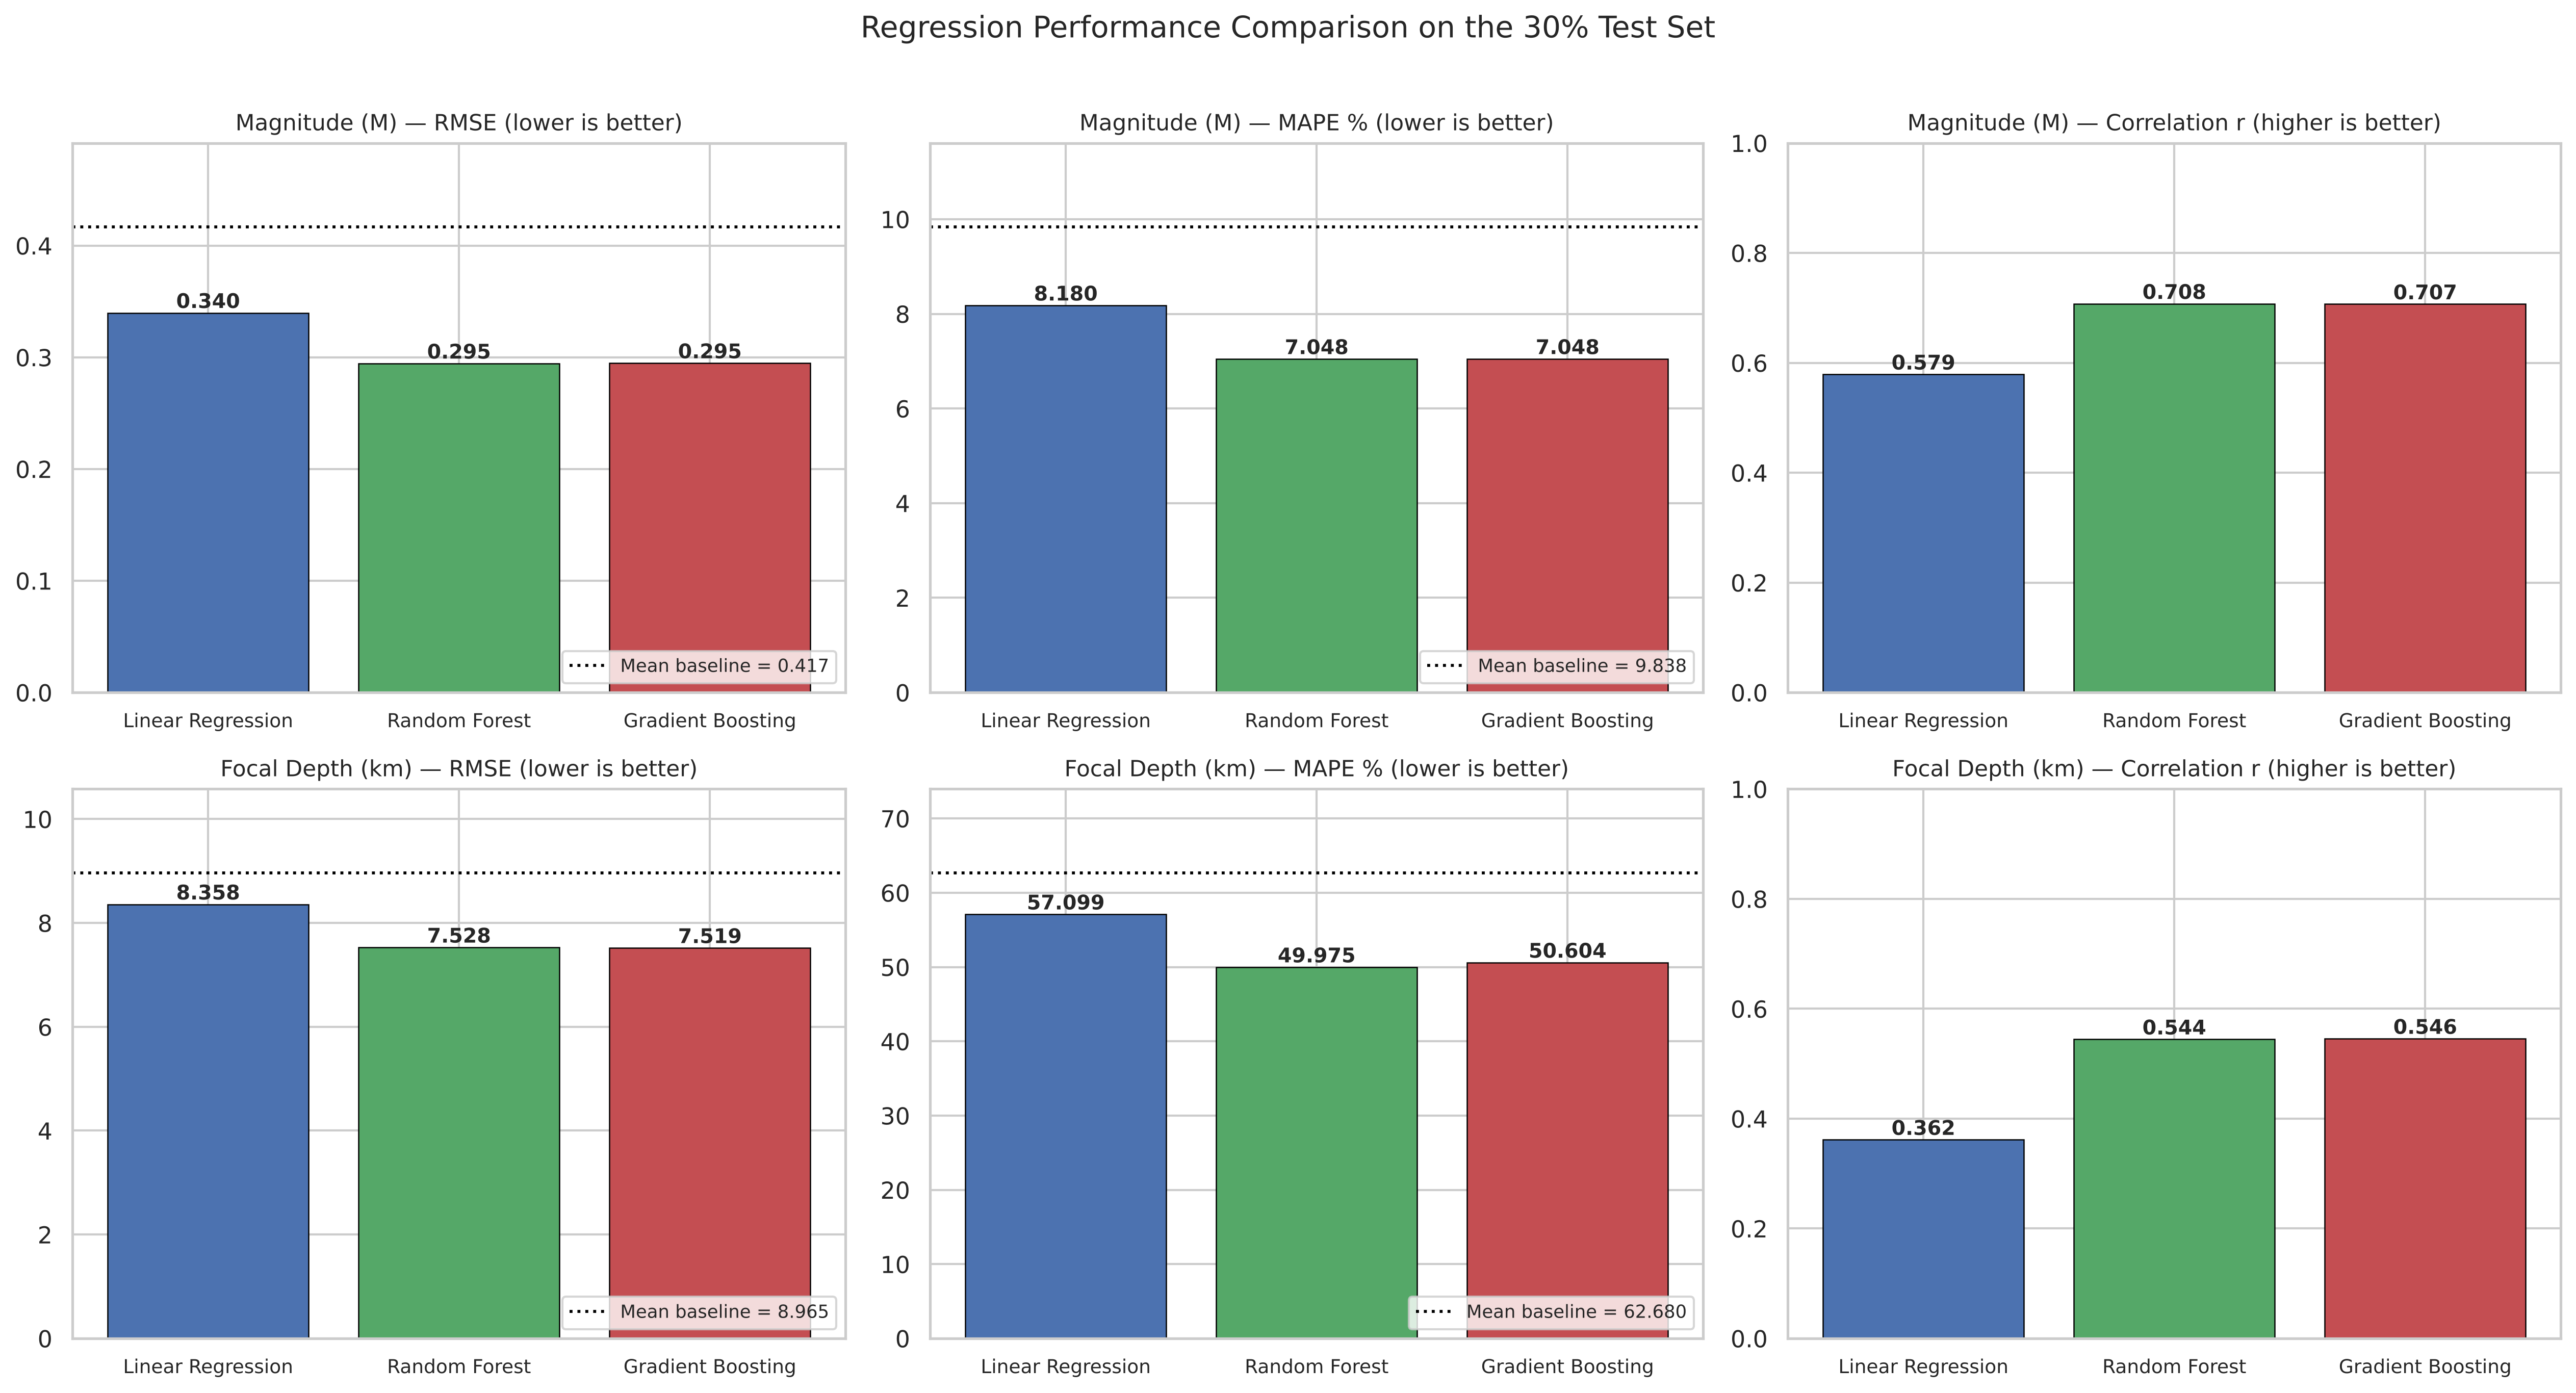 Regression Performance Comparison on the 30% Test Set
Magnitude (M) — RMSE (lower is better)
0.4
0.3
0.2
0.1
0.0
0.340
0.295
0.295
Mean baseline = 0.417
Linear Regression
Random Forest
Gradient Boosting
Magnitude (M) — MAPE % (lower is better)
10
8
6
4
2
0
8.180
7.048
7.048
Mean baseline = 9.838
Linear Regression
Random Forest
Gradient Boosting
Magnitude (M) — Correlation r (higher is better)
1.0
0.8
0.6
0.4
0.2
0.0
0.579
0.708
0.707
Linear Regression
Random Forest
Gradient Boosting
Focal Depth (km) — RMSE (lower is better)
10
8
6
4
2
0
8.358
7.528
7.519
Mean baseline = 8.965
Linear Regression
Random Forest
Gradient Boosting
Focal Depth (km) — MAPE % (lower is better)
70
60
50
40
30
20
10
0
57.099
49.975
50.604
Mean baseline = 62.680
Linear Regression
Random Forest
Gradient Boosting
Focal Depth (km) — Correlation r (higher is better)
1.0
0.8
0.6
0.4
0.2
0.0
0.362
0.544
0.546
Linear Regression
Random Forest
Gradient Boosting